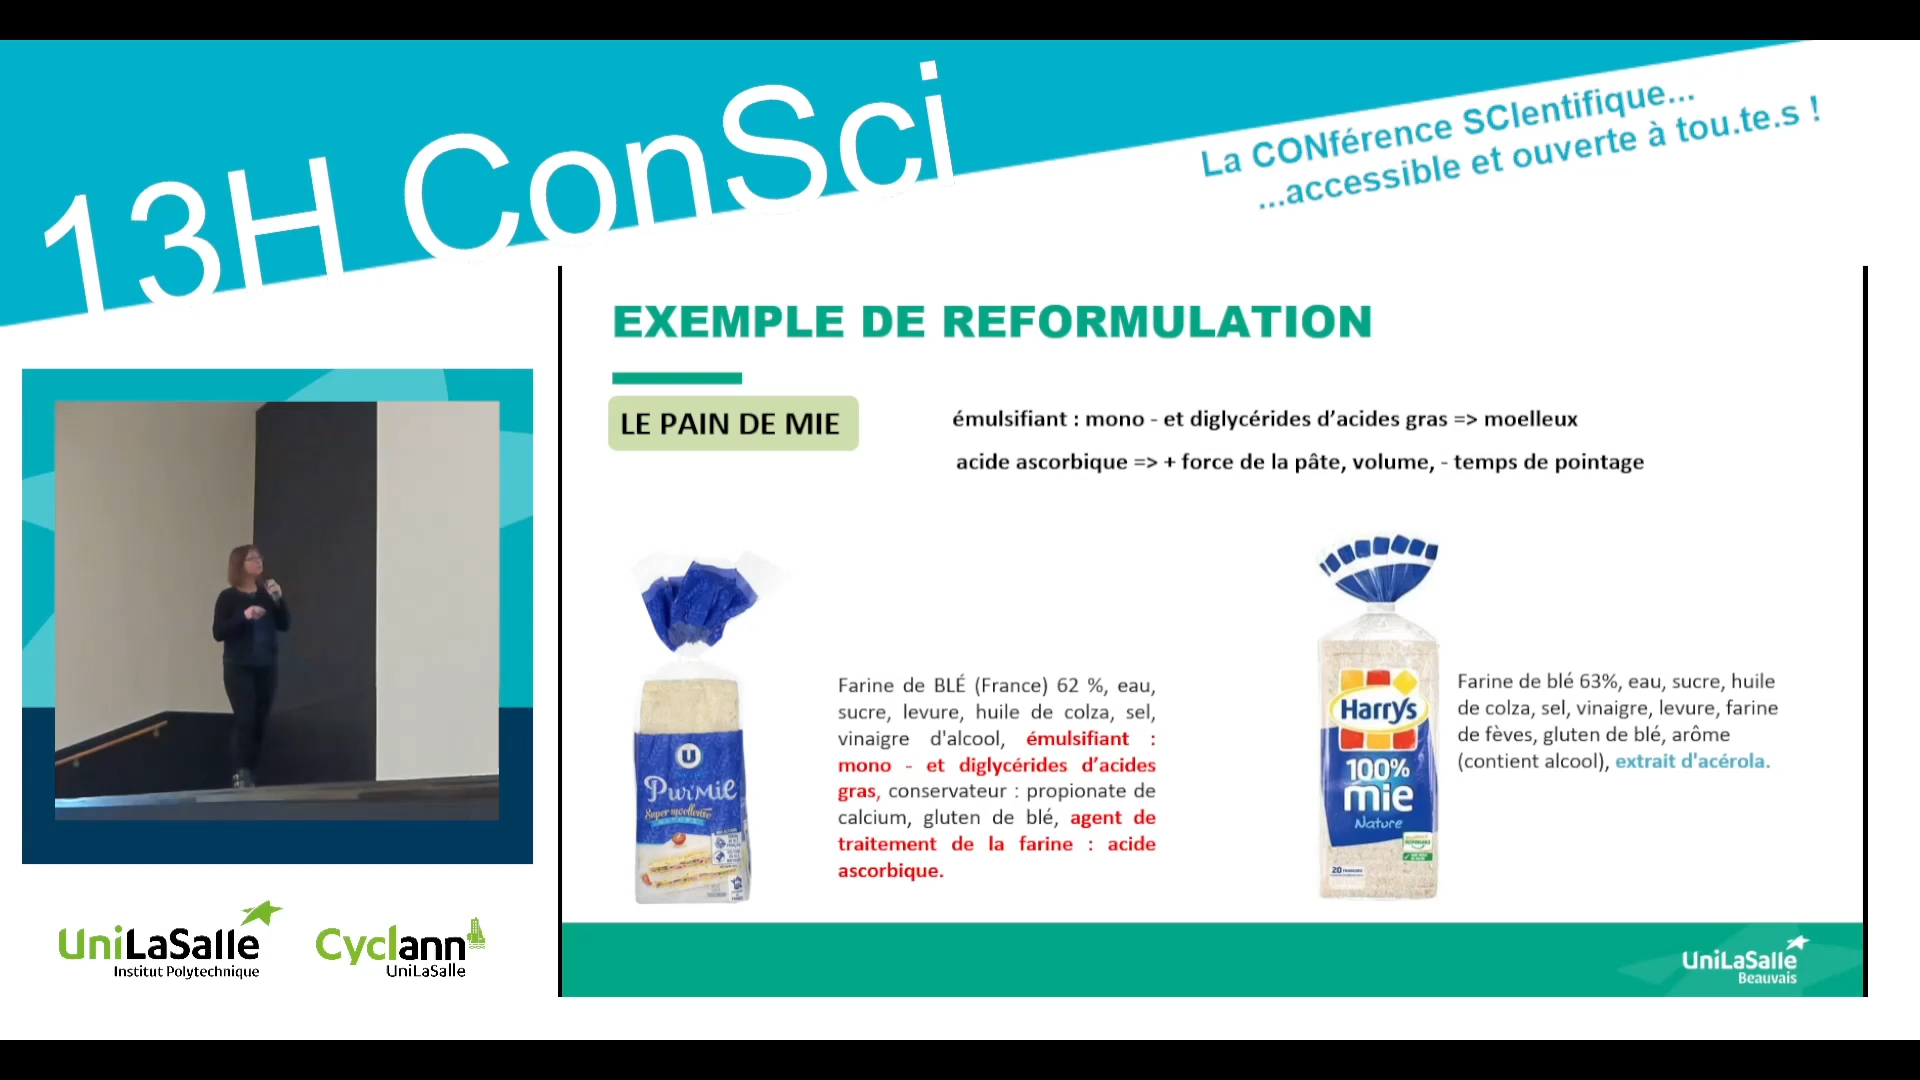 13H ConSci
La CONférence SCIentifique...
...accessible et ouverte à tou.te.s !
EXEMPLE DE REFORMULATION
LE PAIN DE MIE
émulsifiant : mono - et diglycérides d’acides gras => moelleux
acide ascorbique => + force de la pâte, volume, - temps de pointage
U
Pur'Mie
Super moelleuse
NATURE
Farine de BLÉ (France) 62 %, eau,
sucre, levure, huile de colza, sel,
vinaigre d'alcool, émulsifiant :
mono - et diglycérides d’acides
gras, conservateur : propionate de
calcium, gluten de blé, agent de
traitement de la farine : acide
ascorbique.
Harry's
100%
mie
Nature
20 TRANCHES
Farine de blé 63%, eau, sucre, huile
de colza, sel, vinaigre, levure, farine
de fèves, gluten de blé, arôme
(contient alcool), extrait d'acérola.
UniLaSalle
Institut Polytechnique
Cyclann
UniLaSalle
UniLaSalle
Beauvais